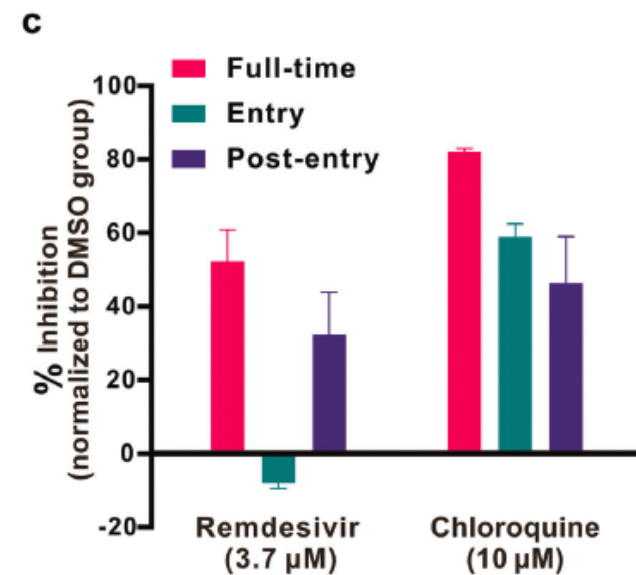 c
Full-time
Entry
Post-entry
% Inhibition
(normalized to DMSO group)
100
80
60
40
20
0
-20
Remdesivir
(3.7 µM)
Chloroquine
(10 µM)